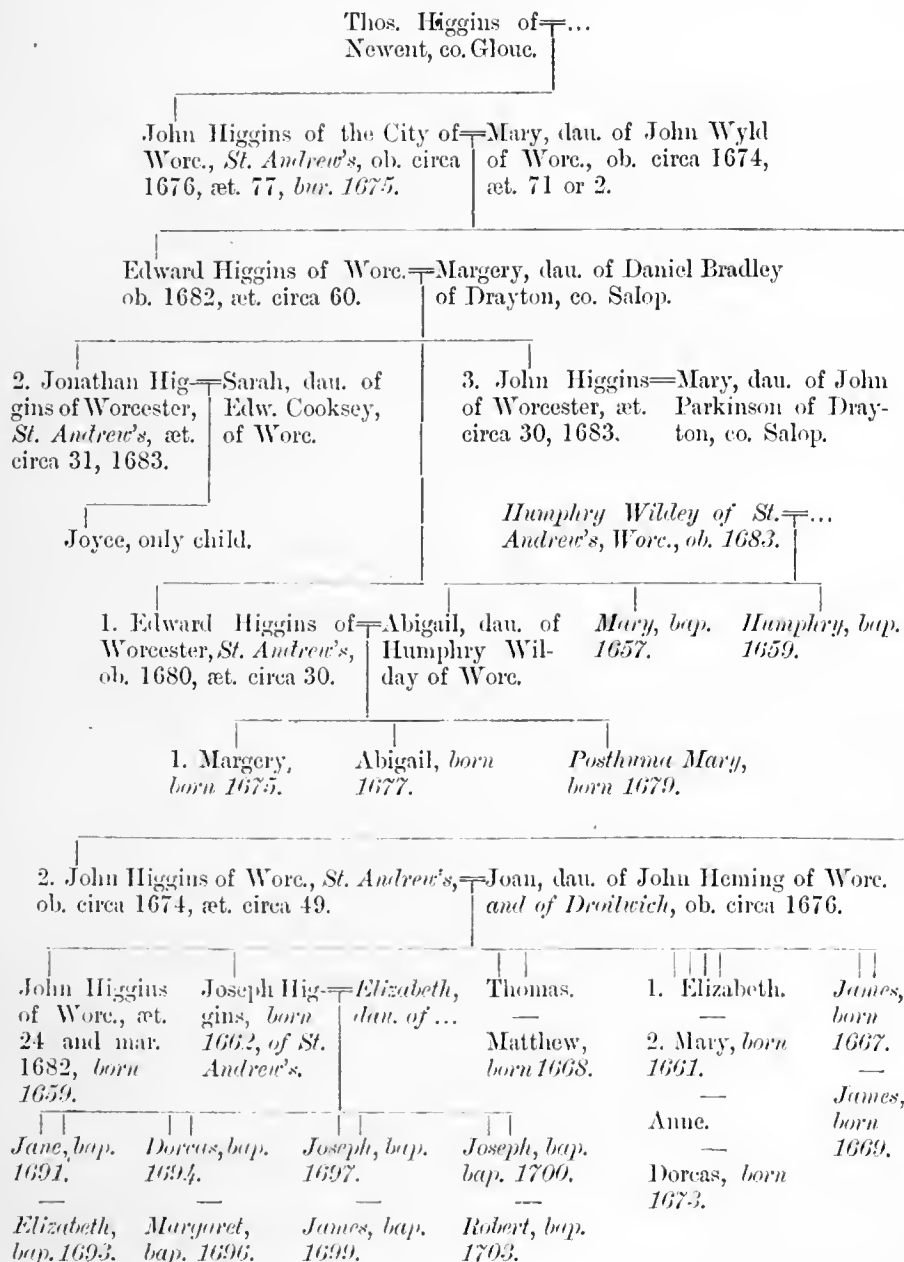 Thos. Higgins of=...
Newent, co. Glouc.
John Higgins of the City of=Mary, dau. of John Wyld
Worc., St. Andrew's, ob. circa of Worc., ob. circa 1674,
1676, æt. 77, bur. 1675. æt. 71 or 2.
Edward Higgins of Worc.=Margery, dau. of Daniel Bradley
ob. 1682, æt. circa 60. of Drayton, co. Salop.
2. Jonathan Hig-=Sarah, dau. of
gins of Worcester, Edw. Cooksey,
St. Andrew's, æt. of Worc.
circa 31, 1683.
3. John Higgins=Mary, dau. of John
of Worcester, æt. Parkinson of Dray-
circa 30, 1683. ton, co. Salop.
Joyce, only child.
Humphry Wildey of St.=...
Andrew's, Worc., ob. 1683.
1. Edward Higgins of=Abigail, dau. of
Worcester, St. Andrew's, Humphry Wil-
ob. 1680, æt. circa 30. day of Worc.
Mary, bap.
1657.
Humphry, bap.
1659.
1. Margery,
born 1675.
Abigail, born
1677.
Posthuma Mary,
born 1679.
2. John Higgins of Worc., St. Andrew's,=Joan, dau. of John Heming of Worc.
ob. circa 1674, æt. circa 49. and of Droitwich, ob. circa 1676.
John Higgins
of Worc., æt.
24 and mar.
1682, born
1659.
Joseph Hig-=Elizabeth,
gins, born dau. of ...
1662, of St.
Andrew's.
Thomas.
—
Matthew,
born 1668.
1. Elizabeth.
—
2. Mary, born
1661.
—
Anne.
—
Dorcas, born
1673.
James,
born
1667.
—
James,
born
1669.
Jane, bap.
1691.
—
Elizabeth,
bap. 1693.
Dorcas, bap.
1694.
—
Margaret,
bap. 1696.
Joseph, bap.
1697.
—
James, bap.
1699.
Joseph, bap.
bap. 1700.
—
Robert, bap.
1703.